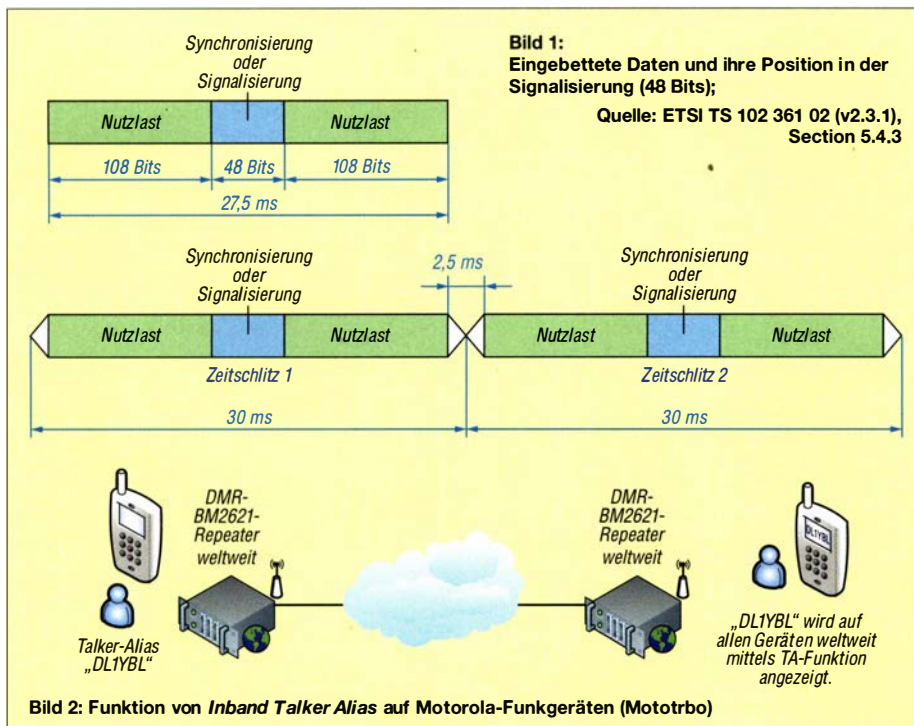 Synchronisierung
oder
Signalisierung
Bild 1:
Eingebettete Daten und ihre Position in der
Signalisierung (48 Bits);
Quelle: ETSI TS 102 361 02 (v2.3.1),
Section 5.4.3
Nutzlast
Nutzlast
108 Bits
48 Bits
108 Bits
27,5 ms
Synchronisierung
oder
Signalisierung
2,5 ms
Synchronisierung
oder
Signalisierung
Nutzlast
Nutzlast
Nutzlast
Nutzlast
Zeitschlitz 1
Zeitschlitz 2
30 ms
30 ms
DMR-
BM2621-
Repeater
weltweit
DMR-
BM2621-
Repeater
weltweit
DL1YBL
Talker-Alias
„DL1YBL“
„DL1YBL“ wird auf
allen Geräten weltweit
mittels TA-Funktion
angezeigt.
Bild 2: Funktion von Inband Talker Alias auf Motorola-Funkgeräten (Mototrbo)